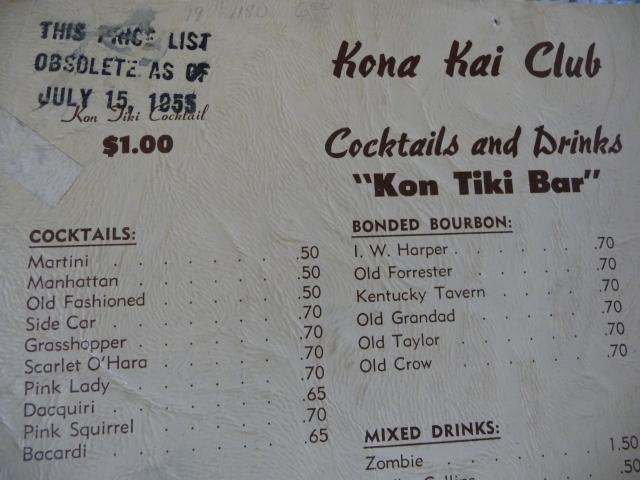 THIS PRICE LIST
OBSOLETE AS OF
JULY 15, 1955
Kon Tiki Cocktail
$1.00
Kona Kai Club
Cocktails and Drinks
"Kon Tiki Bar"
COCKTAILS:
Martini . . . . . . .50
Manhattan . . . . . .50
Old Fashioned . . . . .50
Side Car . . . . . . .70
Grasshopper . . . . . .70
Scarlet O'Hara . . . . .70
Pink Lady . . . . . .70
Dacquiri . . . . . . .65
Pink Squirrel . . . . .70
Bacardi . . . . . . .65
BONDED BOURBON:
I. W. Harper . . . . . .70
Old Forrester . . . . .70
Kentucky Tavern . . . . .70
Old Grandad . . . . . .70
Old Taylor . . . . . .70
Old Crow . . . . . . .70
MIXED DRINKS:
Zombie . . . . . . 1.50
Collins .50